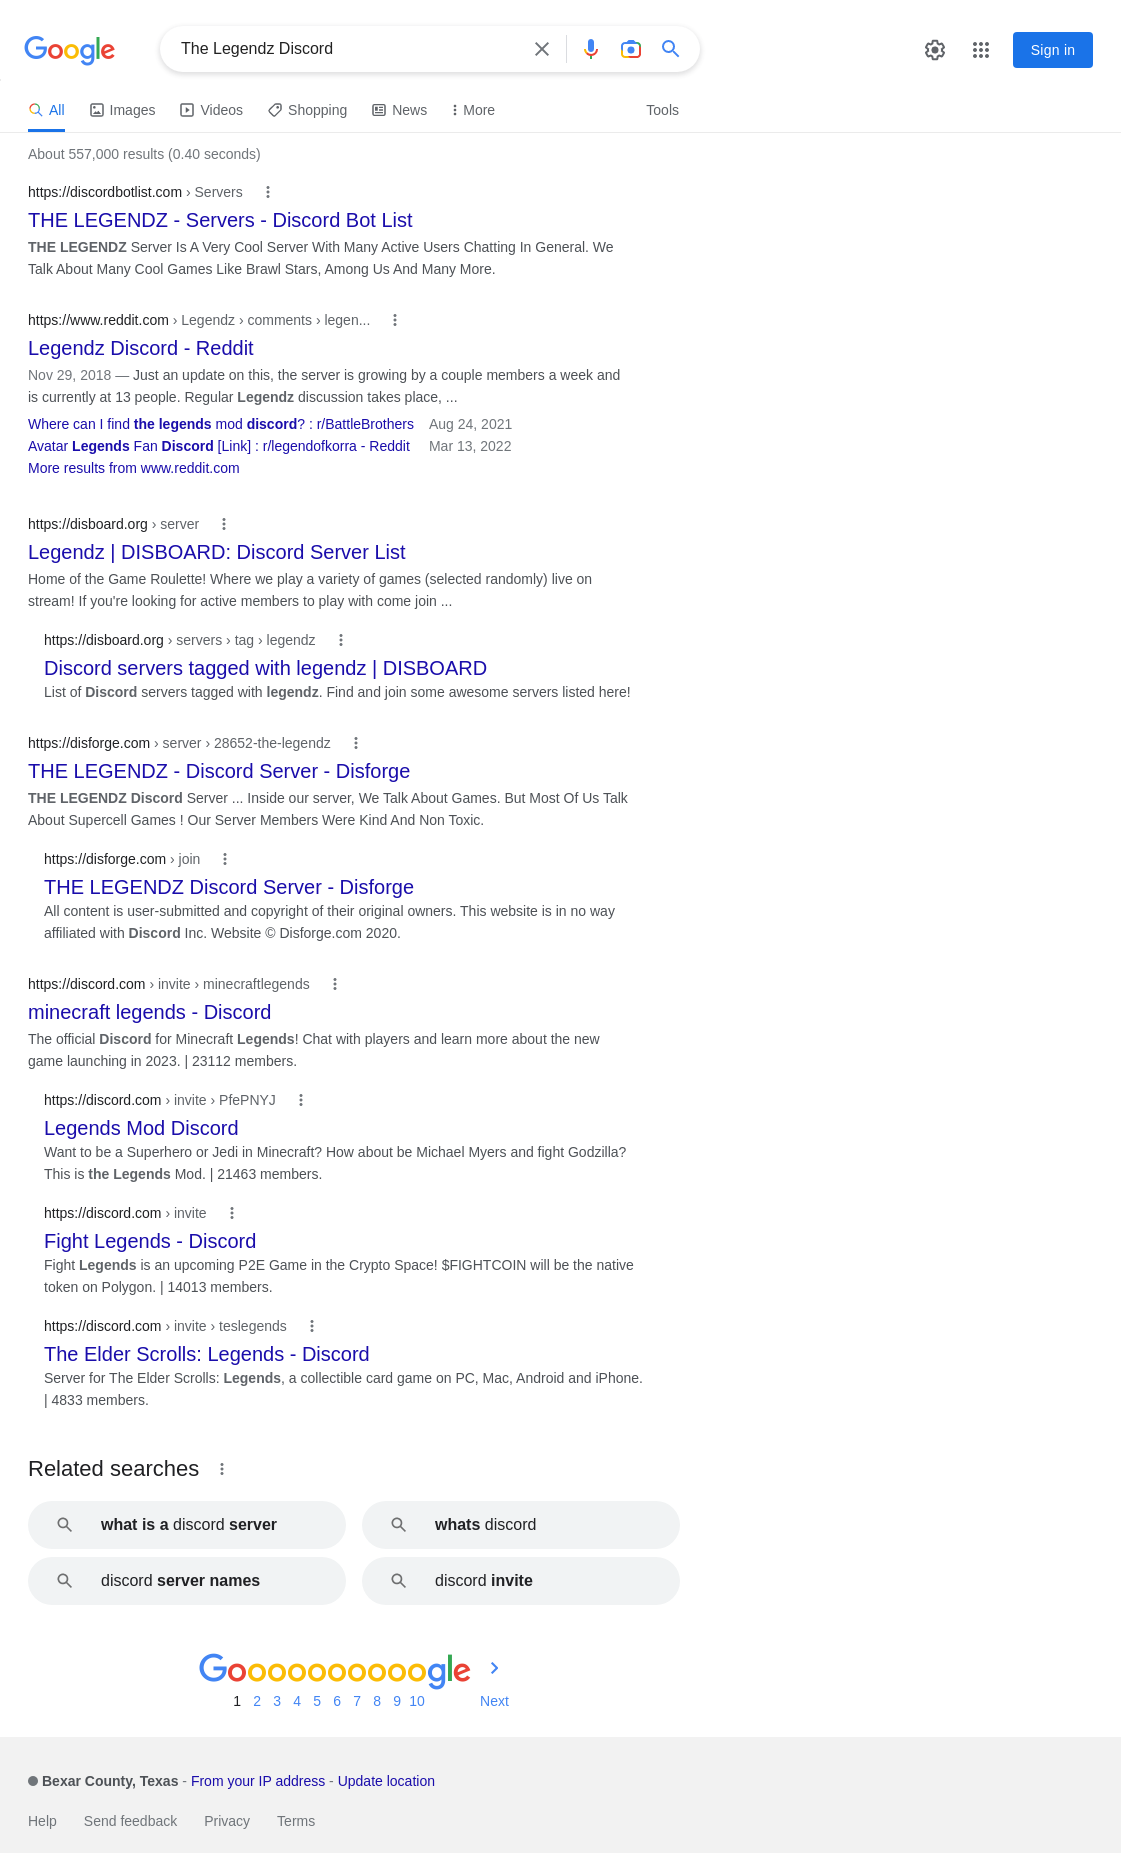 Google
The Legendz Discord
Sign in
All Images Videos Shopping News More Tools
About 557,000 results (0.40 seconds)
https://discordbotlist.com › Servers
THE LEGENDZ - Servers - Discord Bot List
THE LEGENDZ Server Is A Very Cool Server With Many Active Users Chatting In General. We
Talk About Many Cool Games Like Brawl Stars, Among Us And Many More.
https://www.reddit.com › Legendz › comments › legen...
Legendz Discord - Reddit
Nov 29, 2018 — Just an update on this, the server is growing by a couple members a week and
is currently at 13 people. Regular Legendz discussion takes place, ...
Where can I find the legends mod discord? : r/BattleBrothers Aug 24, 2021
Avatar Legends Fan Discord [Link] : r/legendofkorra - Reddit Mar 13, 2022
More results from www.reddit.com
https://disboard.org › server
Legendz | DISBOARD: Discord Server List
Home of the Game Roulette! Where we play a variety of games (selected randomly) live on
stream! If you're looking for active members to play with come join ...
https://disboard.org › servers › tag › legendz
Discord servers tagged with legendz | DISBOARD
List of Discord servers tagged with legendz. Find and join some awesome servers listed here!
https://disforge.com › server › 28652-the-legendz
THE LEGENDZ - Discord Server - Disforge
THE LEGENDZ Discord Server ... Inside our server, We Talk About Games. But Most Of Us Talk
About Supercell Games ! Our Server Members Were Kind And Non Toxic.
https://disforge.com › join
THE LEGENDZ Discord Server - Disforge
All content is user-submitted and copyright of their original owners. This website is in no way
affiliated with Discord Inc. Website © Disforge.com 2020.
https://discord.com › invite › minecraftlegends
minecraft legends - Discord
The official Discord for Minecraft Legends! Chat with players and learn more about the new
game launching in 2023. | 23112 members.
https://discord.com › invite › PfePNYJ
Legends Mod Discord
Want to be a Superhero or Jedi in Minecraft? How about be Michael Myers and fight Godzilla?
This is the Legends Mod. | 21463 members.
https://discord.com › invite
Fight Legends - Discord
Fight Legends is an upcoming P2E Game in the Crypto Space! $FIGHTCOIN will be the native
token on Polygon. | 14013 members.
https://discord.com › invite › teslegends
The Elder Scrolls: Legends - Discord
Server for The Elder Scrolls: Legends, a collectible card game on PC, Mac, Android and iPhone.
| 4833 members.
Related searches
what is a discord server
whats discord
discord server names
discord invite
Goooooooooogle
1 2 3 4 5 6 7 8 9 10 Next
Bexar County, Texas - From your IP address - Update location
Help Send feedback Privacy Terms